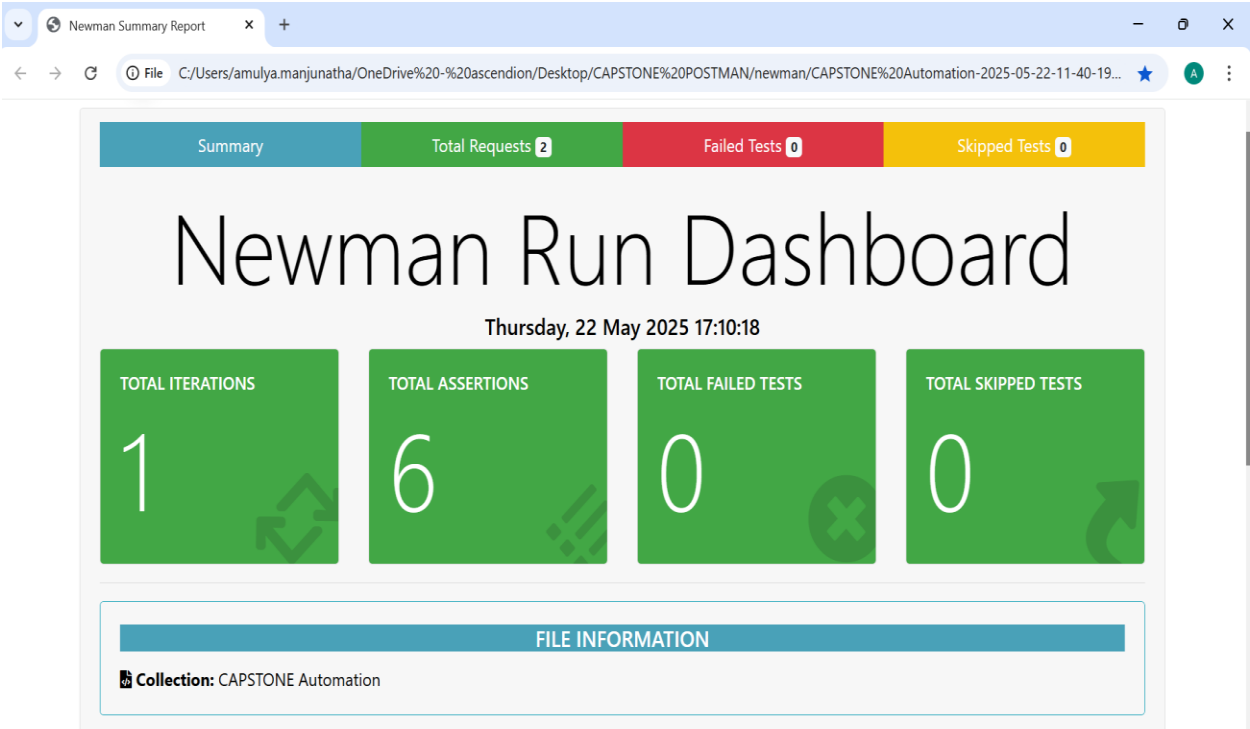 Newman Summary Report
File C:/Users/amulya.manjunatha/OneDrive%20-%20ascendion/Desktop/CAPSTONE%20POSTMAN/newman/CAPSTONE%20Automation-2025-05-22-11-40-19... A
Summary Total Requests 2 Failed Tests 0 Skipped Tests 0
Newman Run Dashboard
Thursday, 22 May 2025 17:10:18
TOTAL ITERATIONS TOTAL ASSERTIONS TOTAL FAILED TESTS TOTAL SKIPPED TESTS
1 6 0 0
FILE INFORMATION
Collection: CAPSTONE Automation